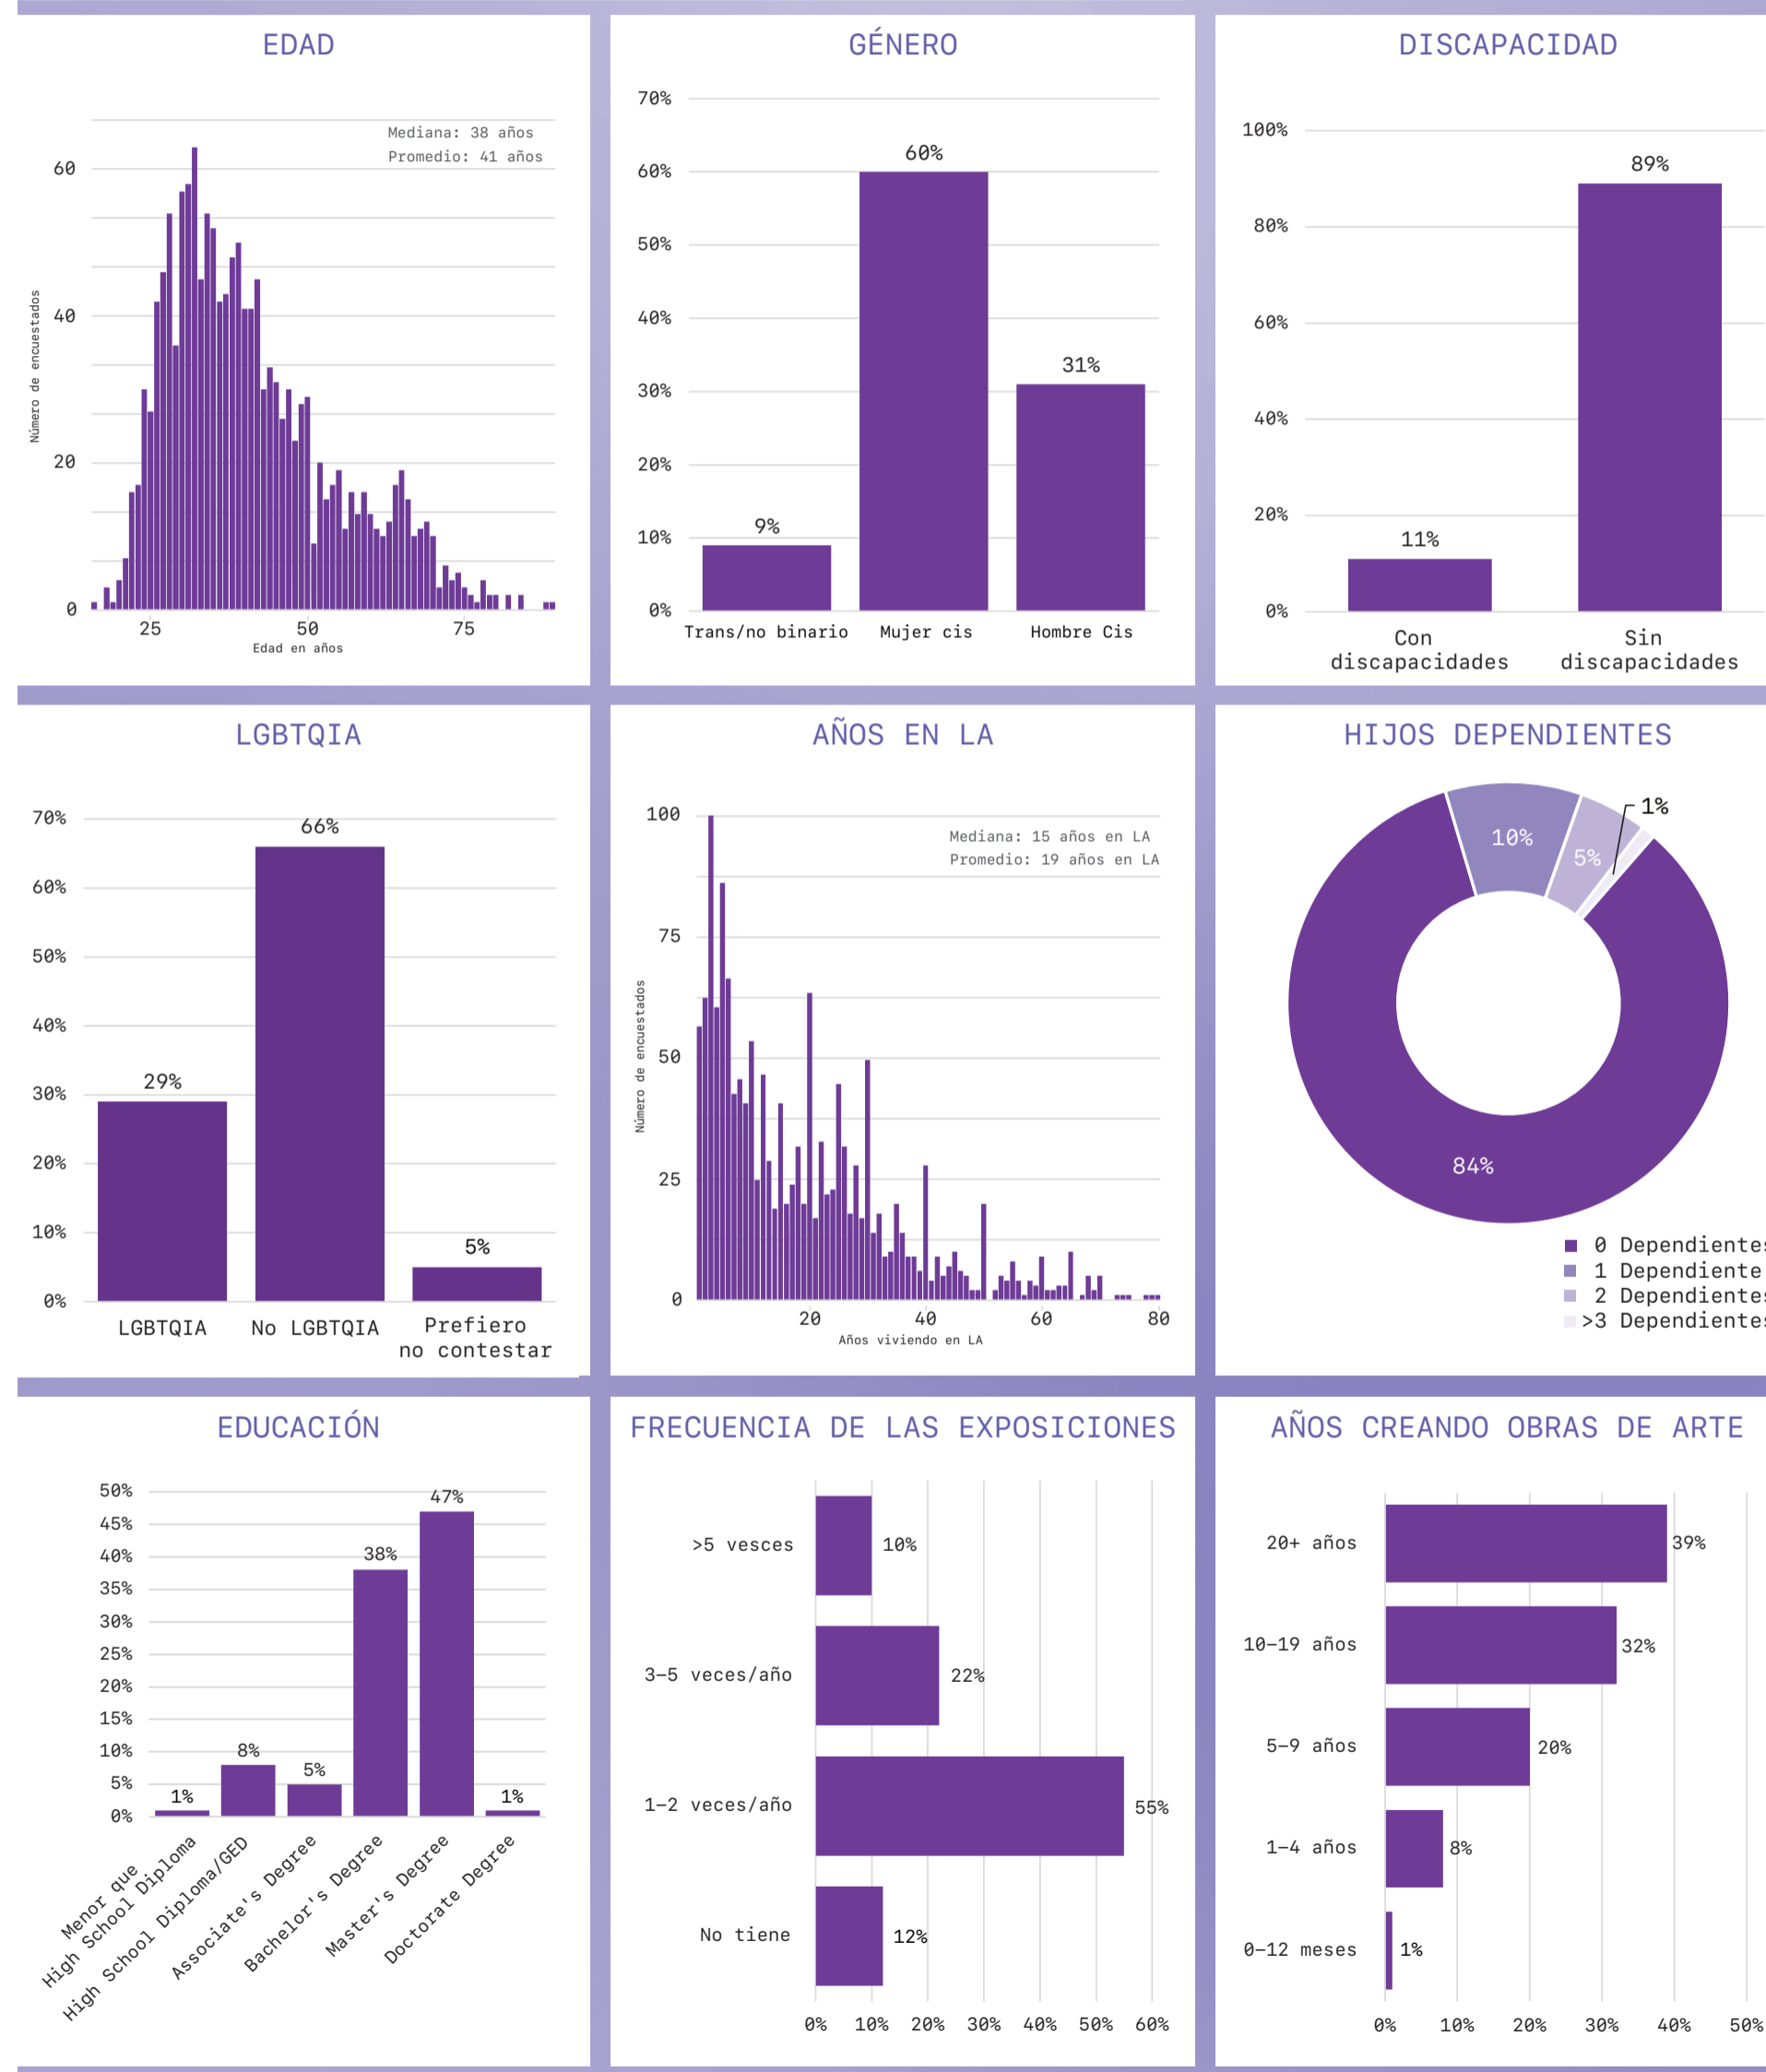 EDAD
Mediana: 38 años
Promedio: 41 años
60
40
20
0
Número de encuestados
25
50
75
Edad en años
GÉNERO
70%
60%
50%
40%
30%
20%
10%
0%
9%
60%
31%
Trans/no binario
Mujer cis
Hombre Cis
DISCAPACIDAD
100%
80%
60%
40%
20%
0%
11%
89%
Con
discapacidades
Sin
discapacidades
LGBTQIA
70%
60%
50%
40%
30%
20%
10%
0%
29%
66%
5%
LGBTQIA
No LGBTQIA
Prefiero
no contestar
AÑOS EN LA
Mediana: 15 años en LA
Promedio: 19 años en LA
100
75
50
25
0
Número de encuestados
20
40
60
80
Años viviendo en LA
HIJOS DEPENDIENTES
10%
5%
1%
84%
0 Dependientes
1 Dependiente
2 Dependientes
>3 Dependientes
EDUCACIÓN
50%
45%
40%
35%
30%
25%
20%
15%
10%
5%
0%
1%
8%
5%
38%
47%
1%
Menor que
High School Diploma
High School Diploma/GED
Associate's Degree
Bachelor's Degree
Master's Degree
Doctorate Degree
FRECUENCIA DE LAS EXPOSICIONES
>5 vesces
10%
3–5 veces/año
22%
1–2 veces/año
55%
No tiene
12%
0%
10%
20%
30%
40%
50%
60%
AÑOS CREANDO OBRAS DE ARTE
20+ años
39%
10–19 años
32%
5–9 años
20%
1–4 años
8%
0–12 meses
1%
0%
10%
20%
30%
40%
50%